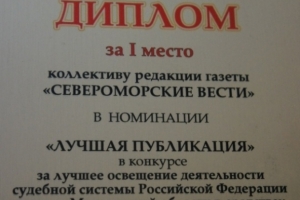 ДИПЛОМ
за I место
коллективу редакции газеты
«СЕВЕРОМОРСКИЕ ВЕСТИ»
В НОМИНАЦИИ
«ЛУЧШАЯ ПУБЛИКАЦИЯ»
в конкурсе
за лучшее освещение деятельности
судебной системы Российской Федерации